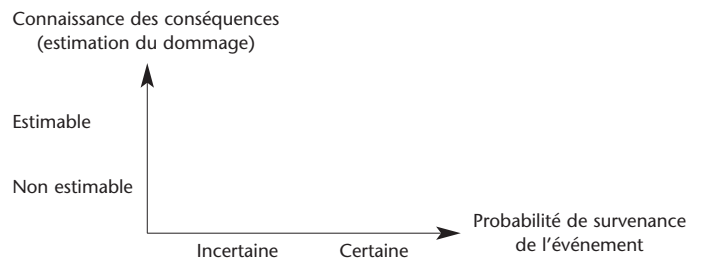 Connaissance des conséquences
(estimation du dommage)
Estimable
Non estimable
Incertaine
Certaine
Probabilité de survenance
de l'événement